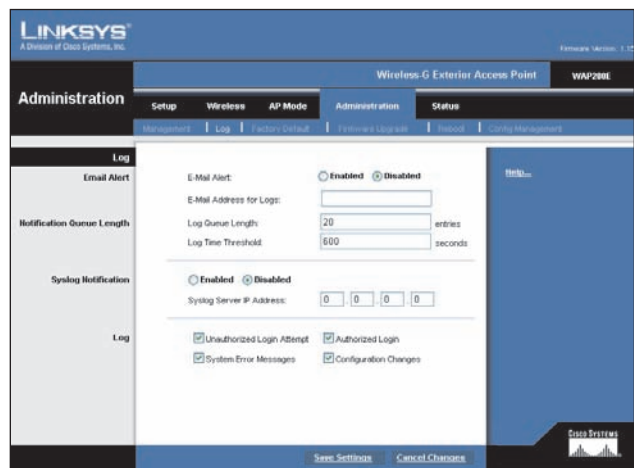 LINKSYS®
A Division of Cisco Systems, Inc.
Firmware Version:
Wireless-G Exterior Access Point WAP200E
Administration
Setup Wireless AP Mode Administration Status
Management Log Factory Default Firmware Upgrade Reboot Config Management
Log
Email Alert
E-Mail Alert: Enabled Disabled
Help...
E-Mail Address for Logs:
Notification Queue Length
Log Queue Length: 20 entries
Log Time Threshold: 600 seconds
Syslog Notification
Enabled Disabled
Syslog Server IP Address: 0 . 0 . 0 . 0
Log
Unauthorized Login Attempt Authorized Login
System Error Messages Configuration Changes
Save Settings Cancel Changes
CISCO SYSTEMS